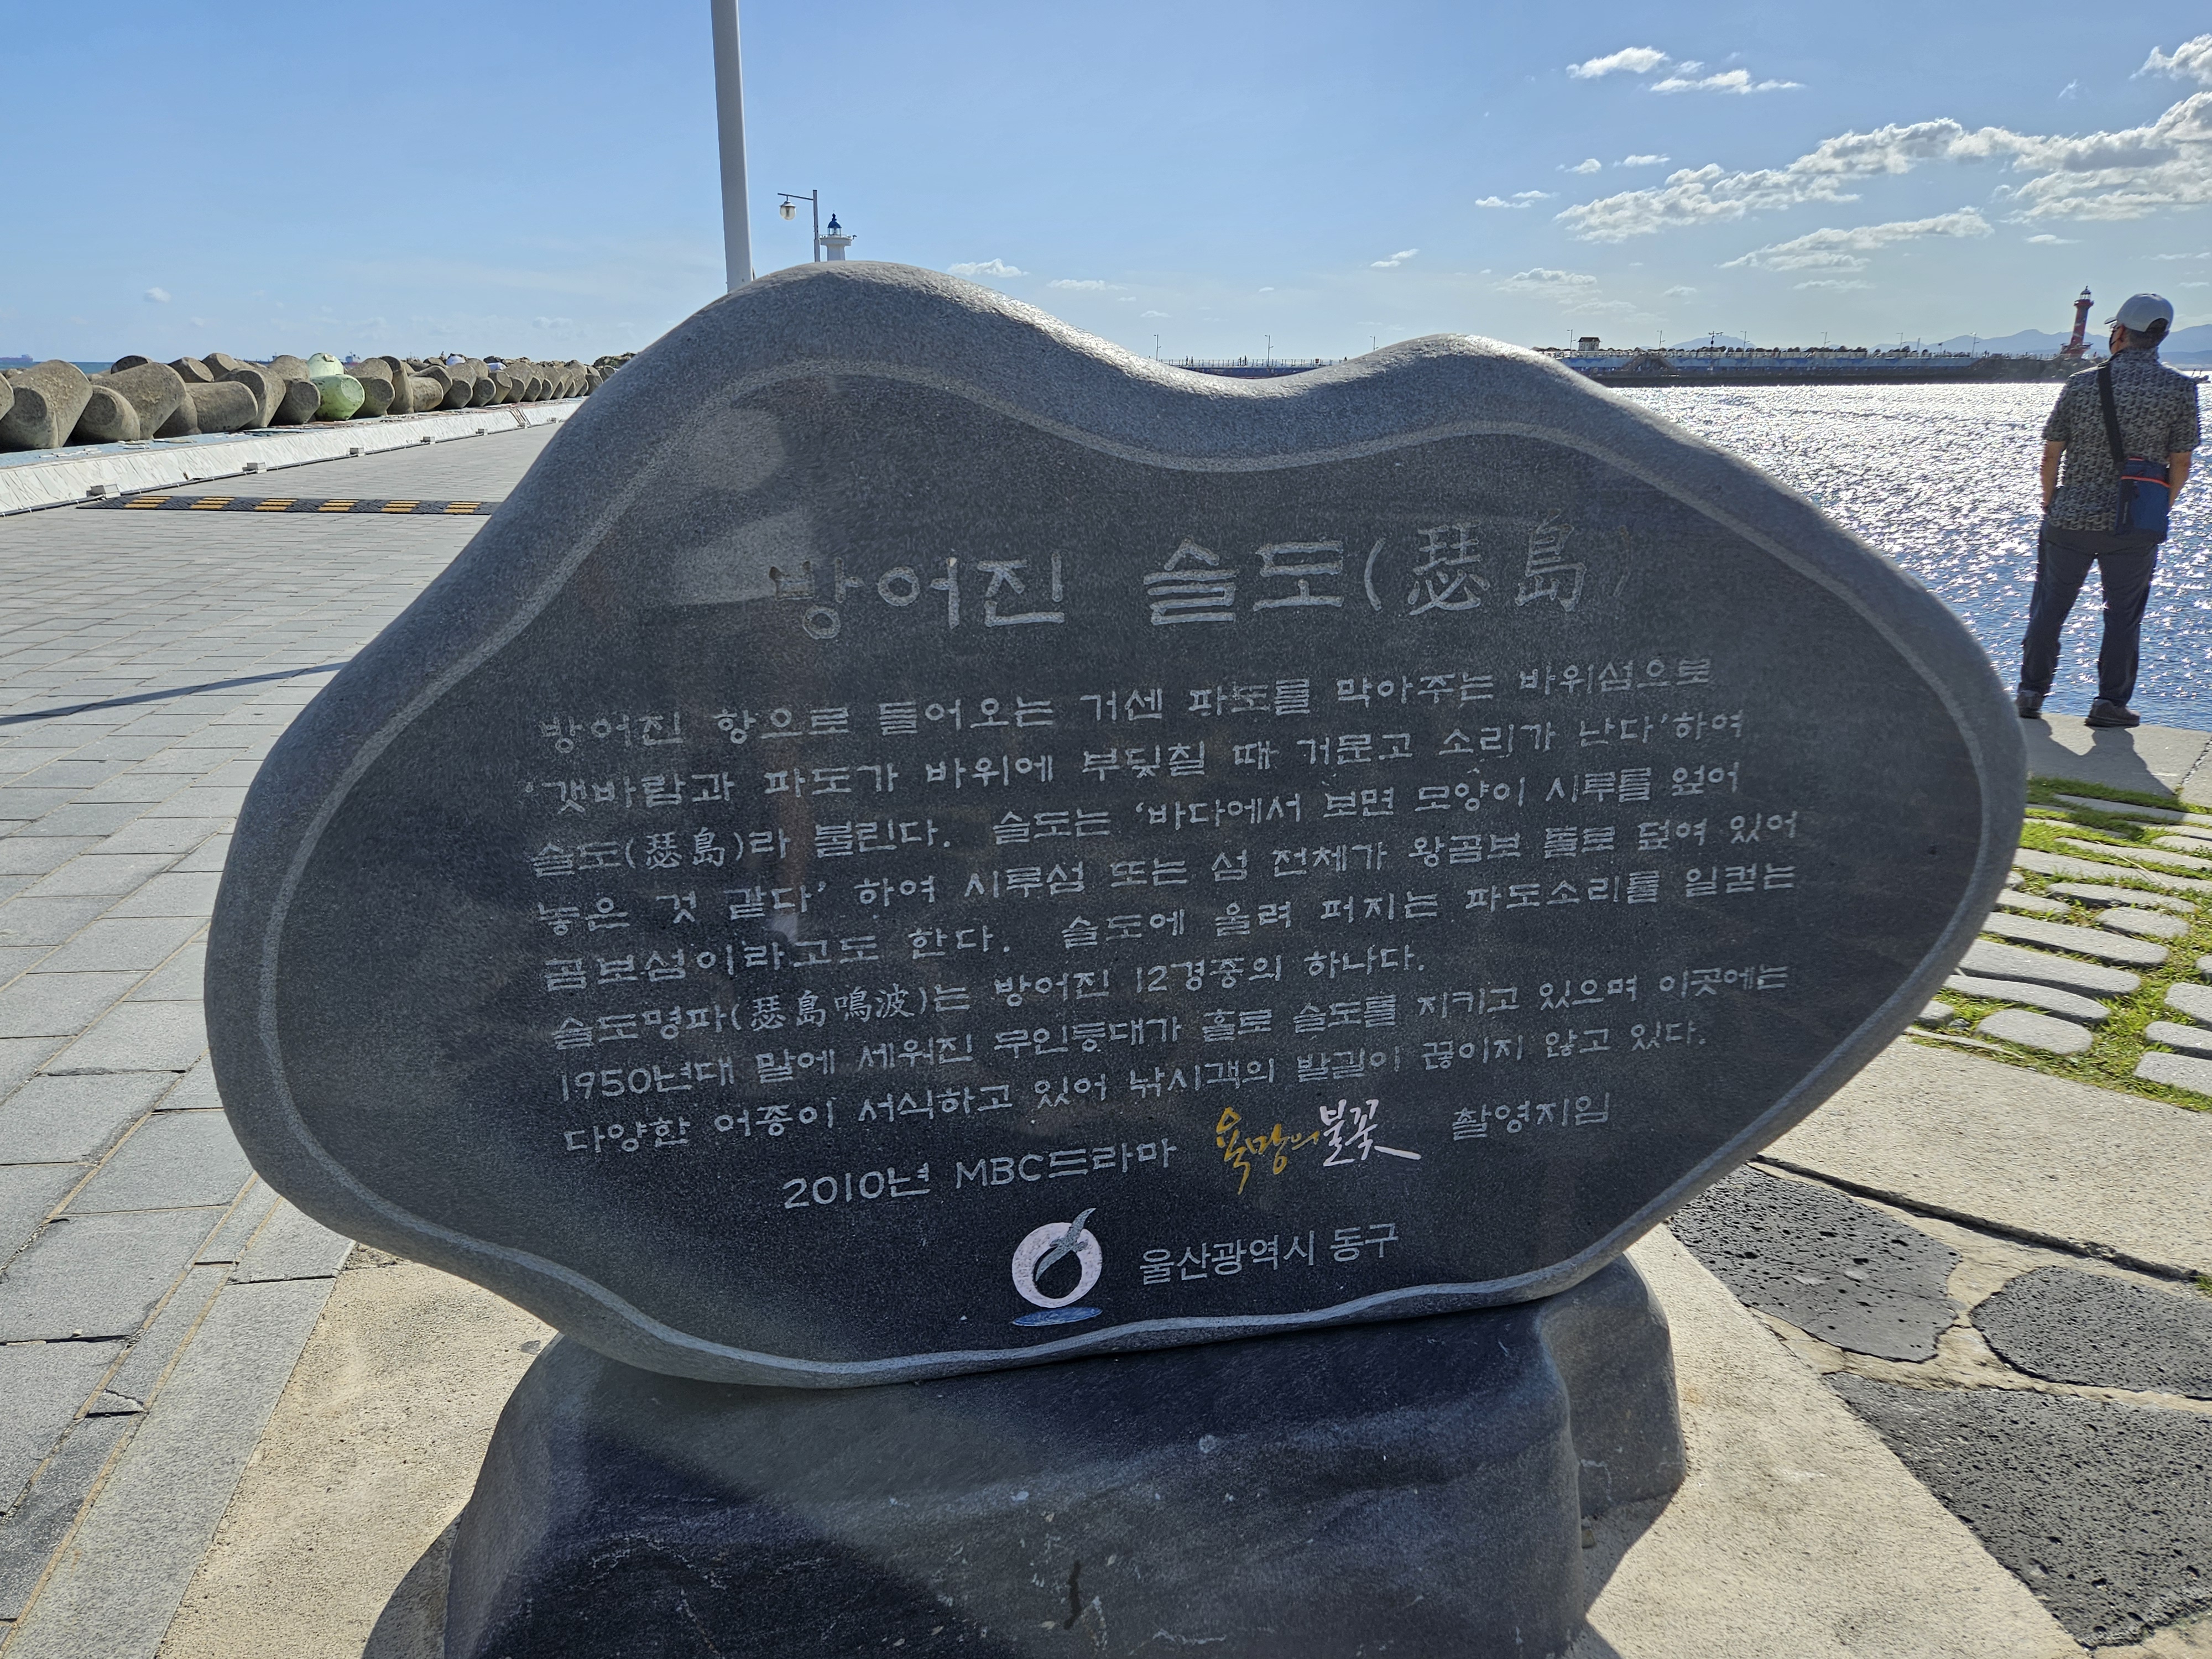 방어진 슬도(瑟島)
방어진 항으로 들어오는 거센 파도를 막아주는 바위섬으로
'갯바람과 파도가 바위에 부딪칠 때 거문고 소리가 난다'하여
슬도(瑟島)라 불린다. 슬도는 '바다에서 보면 모양이 시루를 엎어
놓은 것 같다' 하여 시루섬 또는 섬 전체가 왕곰보 돌로 덮여 있어
곰보섬이라고도 한다. 슬도에 울려 퍼지는 파도소리를 일컫는
슬도명파(瑟島鳴波)는 방어진 12경중의 하나다.
1950년대 말에 세워진 무인등대가 홀로 슬도를 지키고 있으며 이곳에는
다양한 어종이 서식하고 있어 낚시객의 발길이 끊이지 않고 있다.
2010년 MBC드라마 욕망의불꽃 촬영지임
울산광역시 동구